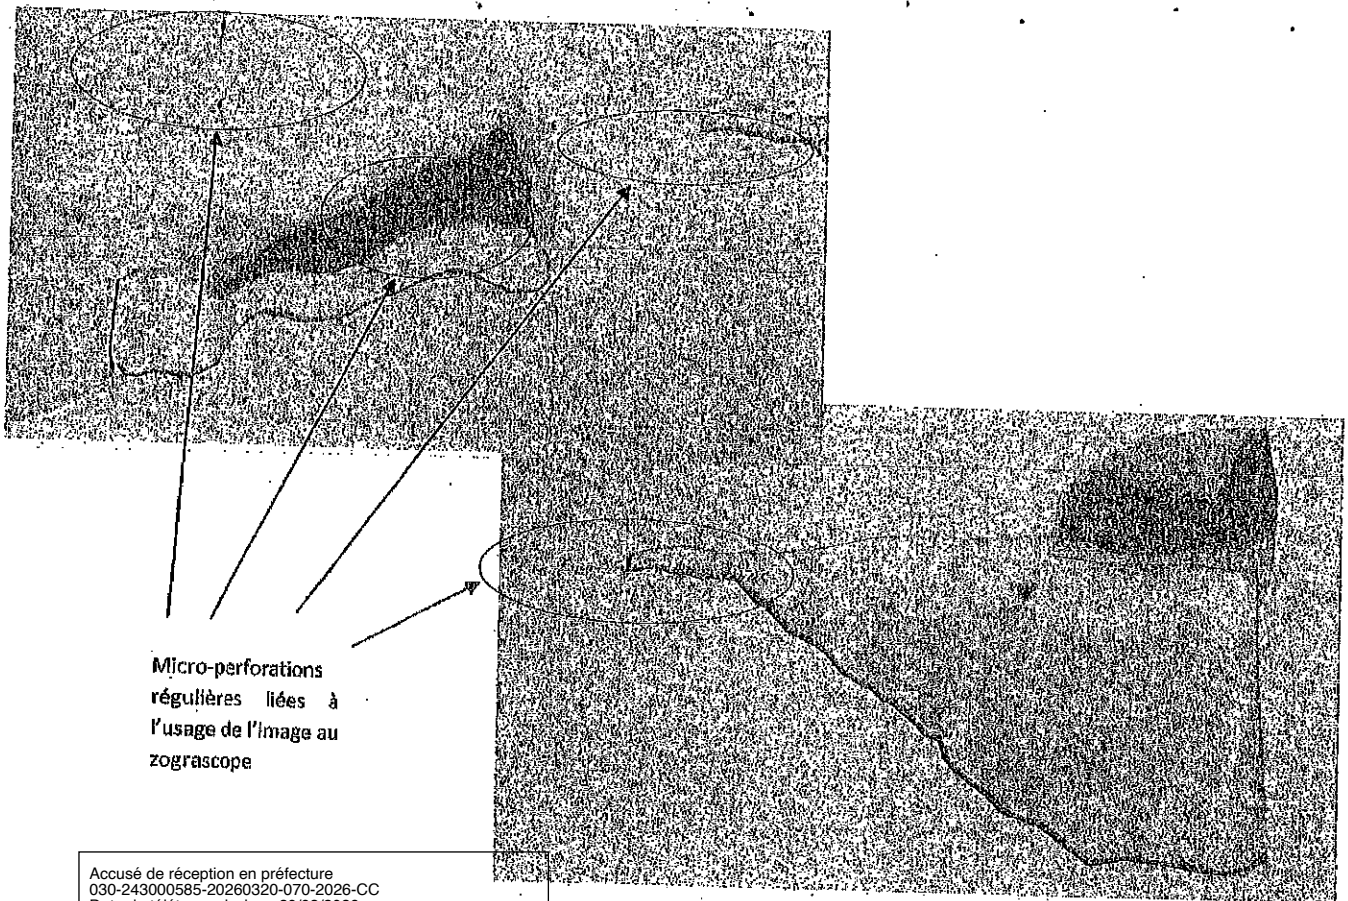 Micro-perforations
régulières liées à
l'usage de l'image au
zograscope
Accusé de réception en préfecture
030-243000585-20260320-070-2026-CC